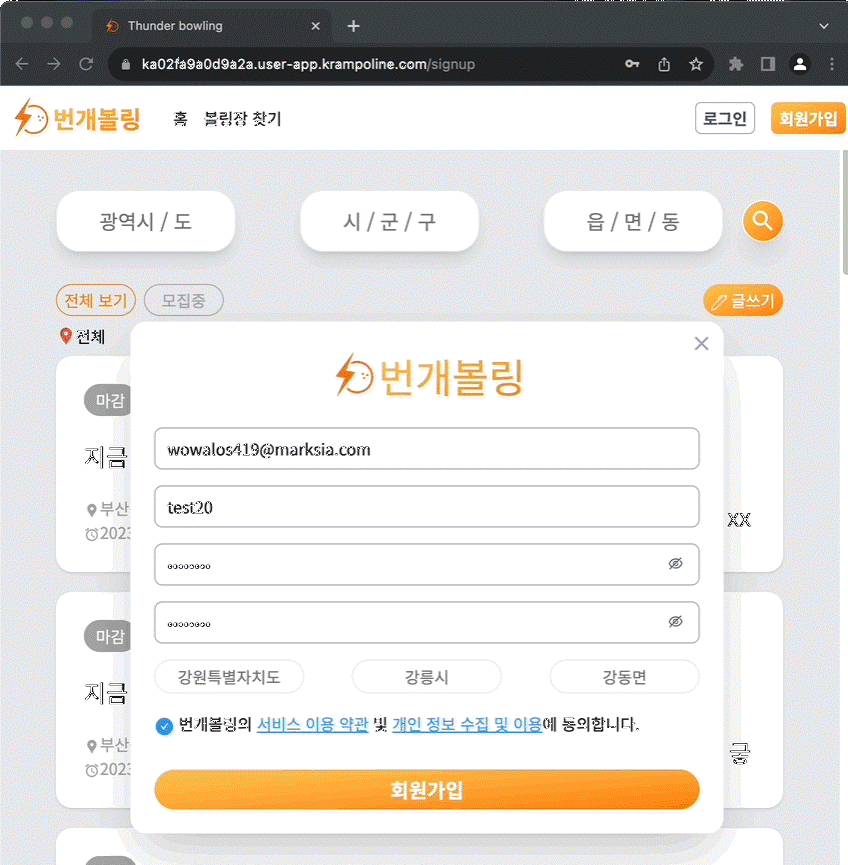 Thunder bowling
ka02fa9a0d9a2a.user-app.krampoline.com/signup
번개볼링 홈 볼링장 찾기 로그인 회원가입
광역시 / 도 시 / 군 / 구 읍 / 면 / 동
전체 보기 모집중 글쓰기
전체
번개볼링
마감
wowalos419@marksia.com
지금
test20
부산
xx
2023
강원특별자치도 강릉시 강동면
마감
지금
번개볼링의 서비스 이용 약관 및 개인 정보 수집 및 이용에 동의합니다.
부산
궁
2023
회원가입